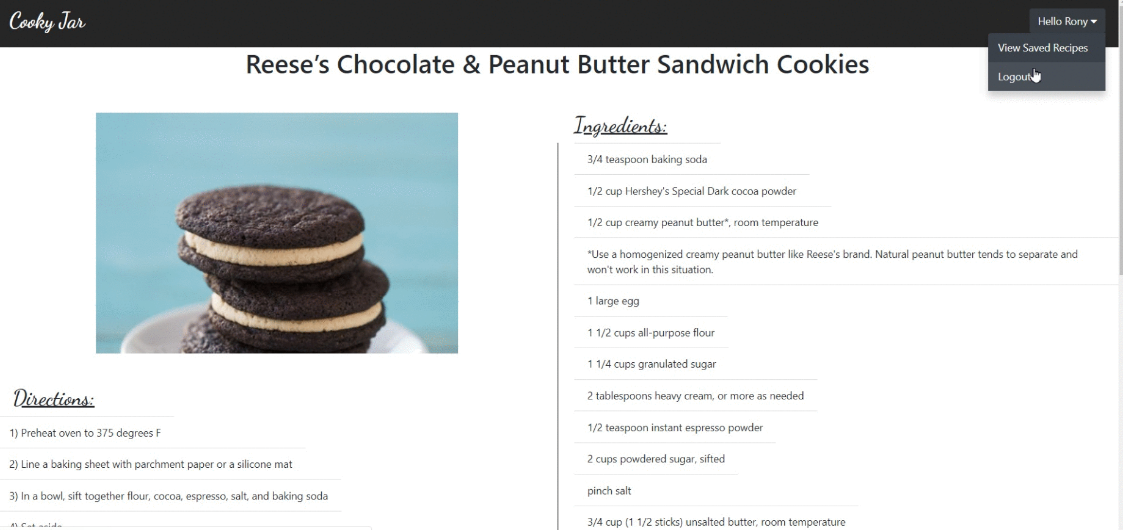 Cooky Jar
Hello Rony
View Saved Recipes
Logout
Reese's Chocolate & Peanut Butter Sandwich Cookies
Ingredients:
3/4 teaspoon baking soda
1/2 cup Hershey's Special Dark cocoa powder
1/2 cup creamy peanut butter*, room temperature
*Use a homogenized creamy peanut butter like Reese's brand. Natural peanut butter tends to separate and
won't work in this situation.
1 large egg
1 1/2 cups all-purpose flour
1 1/4 cups granulated sugar
2 tablespoons heavy cream, or more as needed
1/2 teaspoon instant espresso powder
2 cups powdered sugar, sifted
pinch salt
3/4 cup (1 1/2 sticks) unsalted butter, room temperature
Directions:
1) Preheat oven to 375 degrees F
2) Line a baking sheet with parchment paper or a silicone mat
3) In a bowl, sift together flour, cocoa, espresso, salt, and baking soda
4) Set aside